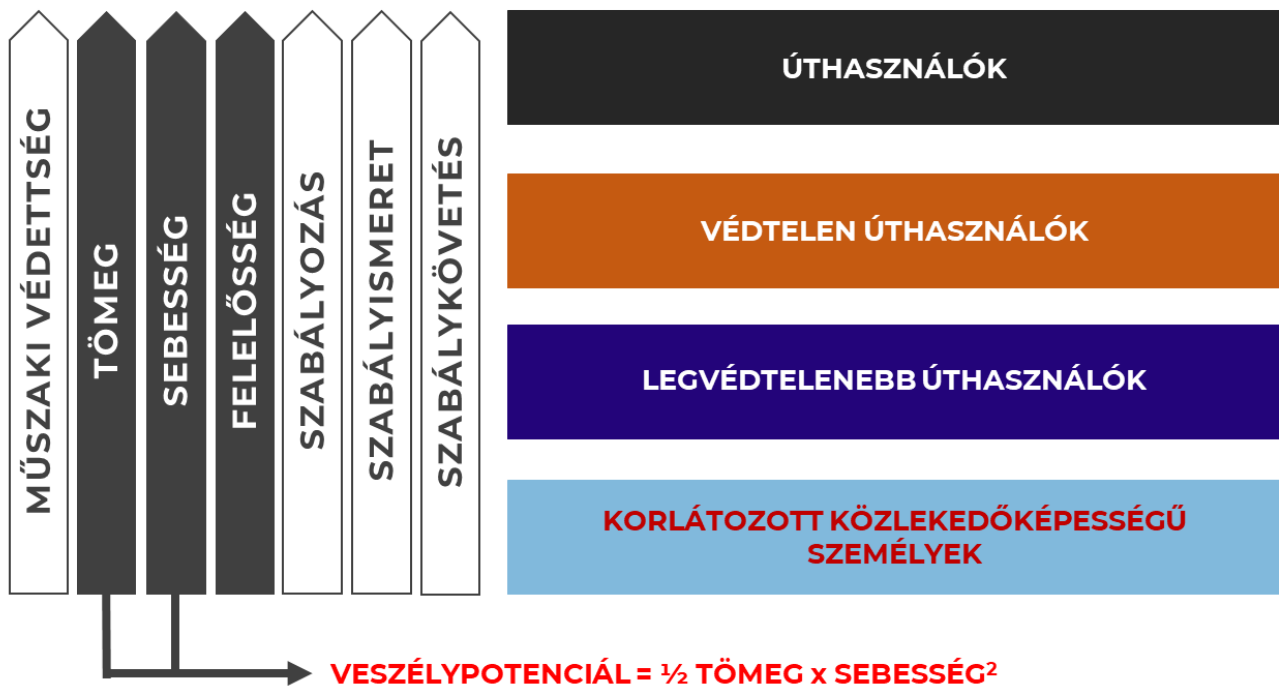 MŰSZAKI VÉDETTSÉG
TÖMEG
SEBESSÉG
FELELŐSSÉG
SZABÁLYOZÁS
SZABÁLYISMERET
SZABÁLYKÖVETÉS
ÚTHASZNÁLÓK
VÉDTELEN ÚTHASZNÁLÓK
LEGVÉDTELENEBB ÚTHASZNÁLÓK
KORLÁTOZOTT KÖZLEKEDŐKÉPESSÉGŰ
SZEMÉLYEK
VESZÉLYPOTENCIÁL = ½ TÖMEG x SEBESSÉG²